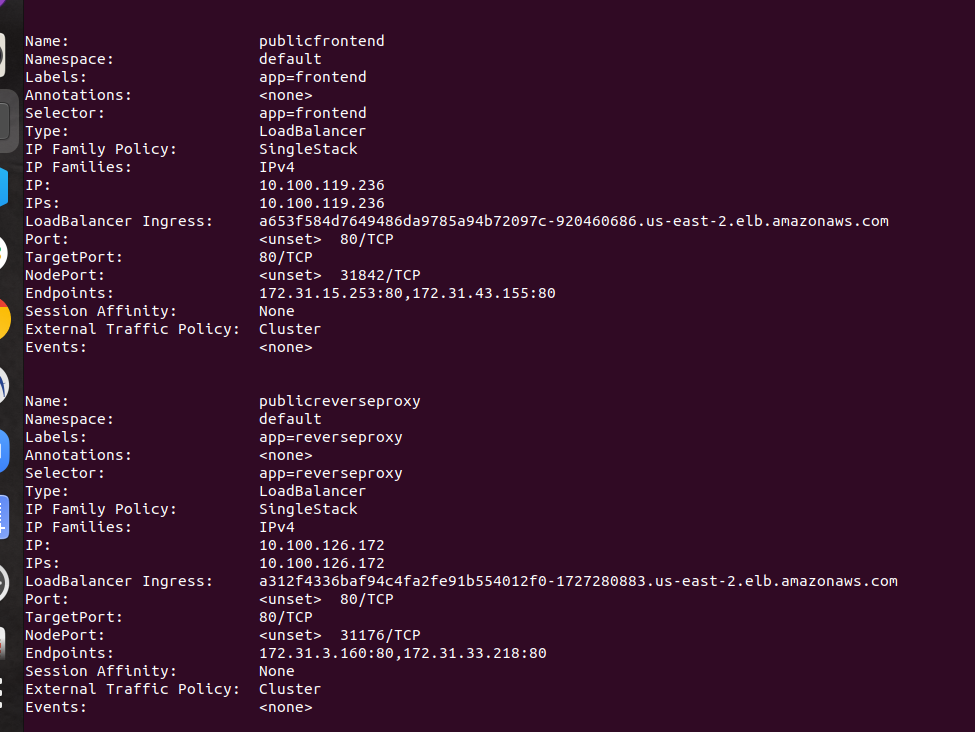 Name:                     publicfrontend
Namespace:                default
Labels:                   app=frontend
Annotations:              <none>
Selector:                 app=frontend
Type:                     LoadBalancer
IP Family Policy:         SingleStack
IP Families:              IPv4
IP:                       10.100.119.236
IPs:                      10.100.119.236
LoadBalancer Ingress:     a653f584d7649486da9785a94b72097c-920460686.us-east-2.elb.amazonaws.com
Port:                     <unset>  80/TCP
TargetPort:               80/TCP
NodePort:                 <unset>  31842/TCP
Endpoints:                172.31.15.253:80,172.31.43.155:80
Session Affinity:         None
External Traffic Policy:  Cluster
Events:                   <none>
Name:                     publicreverseproxy
Namespace:                default
Labels:                   app=reverseproxy
Annotations:              <none>
Selector:                 app=reverseproxy
Type:                     LoadBalancer
IP Family Policy:         SingleStack
IP Families:              IPv4
IP:                       10.100.126.172
IPs:                      10.100.126.172
LoadBalancer Ingress:     a312f4336baf94c4fa2fe91b554012f0-1727280883.us-east-2.elb.amazonaws.com
Port:                     <unset>  80/TCP
TargetPort:               80/TCP
NodePort:                 <unset>  31176/TCP
Endpoints:                172.31.3.160:80,172.31.33.218:80
Session Affinity:         None
External Traffic Policy:  Cluster
Events:                   <none>